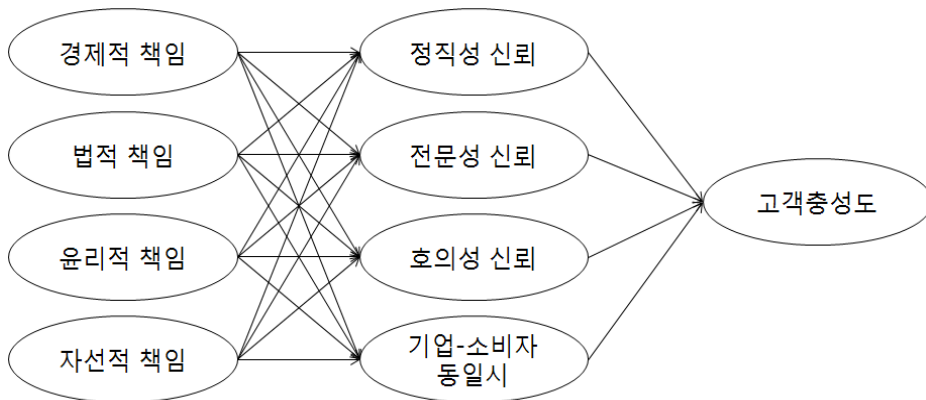 경제적 책임
정직성 신뢰
법적 책임
전문성 신뢰
고객충성도
윤리적 책임
호의성 신뢰
자선적 책임
기업-소비자
동일시